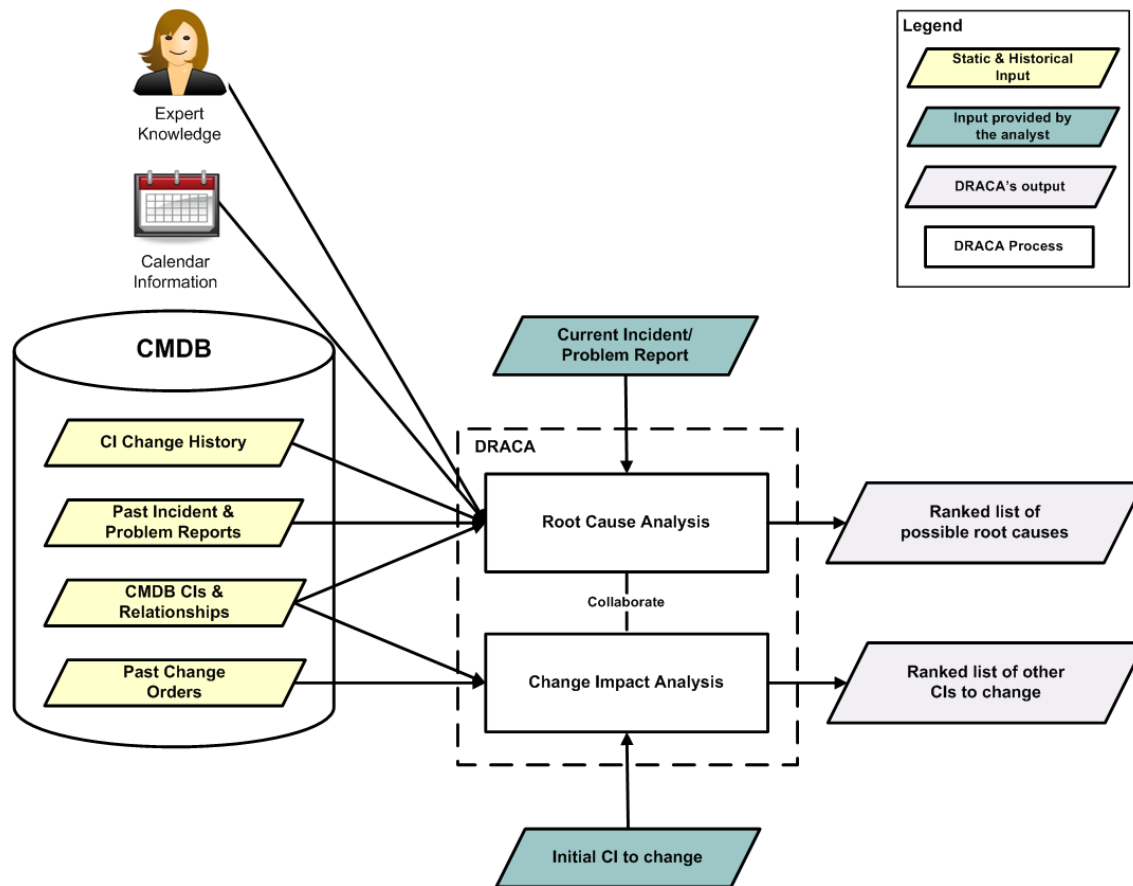 Expert
Knowledge
Calendar
Information
CMDB
CI Change History
Past Incident &
Problem Reports
CMDB CIs &
Relationships
Past Change
Orders
Current Incident/
Problem Report
DRACA
Root Cause Analysis
Collaborate
Change Impact Analysis
Initial CI to change
Ranked list of
possible root causes
Ranked list of other
CIs to change
Legend
Static & Historical
Input
Input provided by
the analyst
DRACA's output
DRACA Process